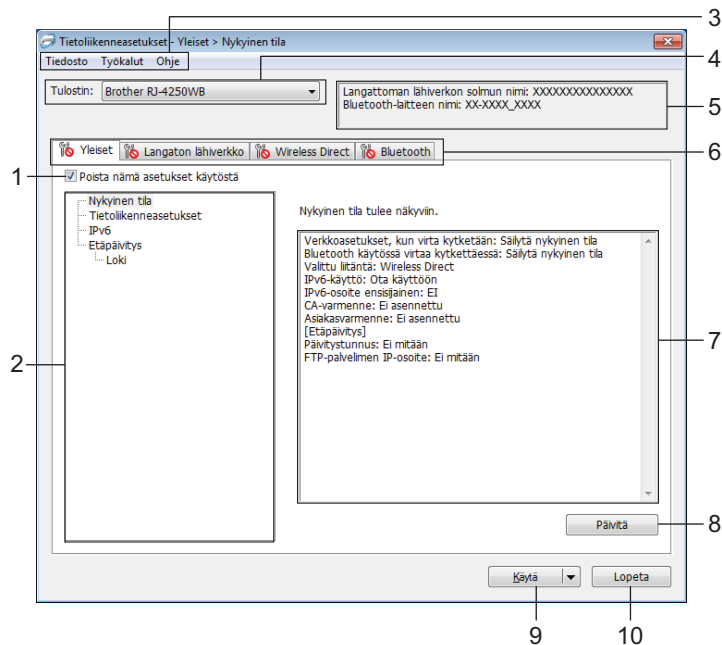 3
Tietoliikenneasetukset - Yleiset > Nykyinen tila
Tiedosto Työkalut Ohje
4
Tulostin: Brother RJ-4250WB
Langattoman lähiverkon solmun nimi: XXXXXXXXXXXXXXX
Bluetooth-laitteen nimi: XX-XXXX_XXXX
5
Yleiset Langaton lähiverkko Wireless Direct Bluetooth
6
1
Poista nämä asetukset käytöstä
Nykyinen tila
Tietoliikenneasetukset
IPv6
Etäpäivitys
Loki
2
Nykyinen tila tulee näkyviin.
Verkkoasetukset, kun virta kytketään: Säilytä nykyinen tila
Bluetooth käytössä virtaa kytkettäessä: Säilytä nykyinen tila
Valittu liitäntä: Wireless Direct
IPv6-käyttö: Ota käyttöön
IPv6-osoite ensisijainen: EI
CA-varmenne: Ei asennettu
Asiakasvarmenne: Ei asennettu
[Etäpäivitys]
Päivitystunnus: Ei mitään
FTP-palvelimen IP-osoite: Ei mitään
7
Päivitä
8
Käytä
Lopeta
9
10